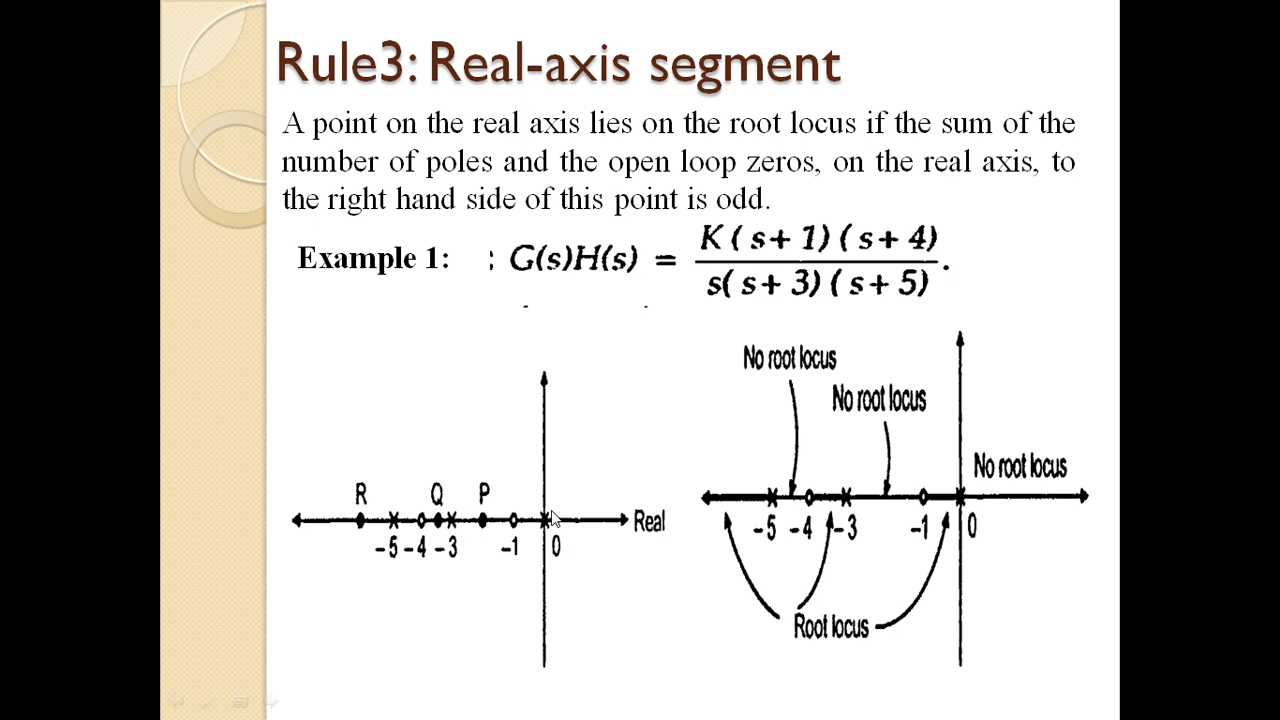 Rule3: Real-axis segment
A point on the real axis lies on the root locus if the sum of the
number of poles and the open loop zeros, on the real axis, to
the right hand side of this point is odd.
Example 1: : G(s)H(s) = K ( s + 1) ( s + 4)
s( s + 3) ( s + 5) .
No root locus
No root locus
No root locus
R Q P
Real
-5 -4 -3 -1 0
-5 -4 -3 -1 0
Root locus